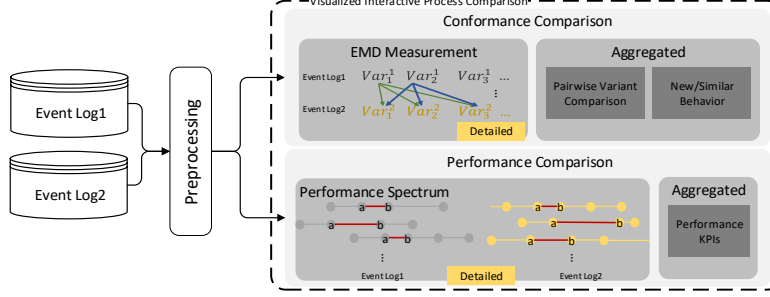 Visualized Interactive Process Comparison
Conformance Comparison
EMD Measurement
Event Log1 Var₁¹ Var₂¹ Var₃¹ ...
⋮
Event Log2 Var₁² Var₂² Var₃² ...
Detailed
Aggregated
Pairwise Variant
Comparison
New/Similar
Behavior
Event Log1
Event Log2
Preprocessing
Performance Comparison
Performance Spectrum
a b
a b
a b
⋮
Event Log1
Detailed
a b
a b
a b
⋮
Event Log2
Aggregated
Performance
KPIs